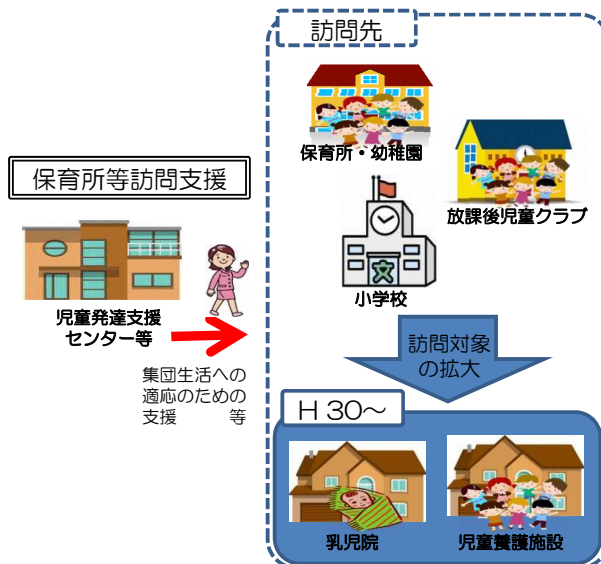 訪問先
保育所・幼稚園
放課後児童クラブ
保育所等訪問支援
文
小学校
児童発達支援
センター等
集団生活への
適応のための
支援　　　等
訪問対象
の拡大
H 30～
乳児院
児童養護施設